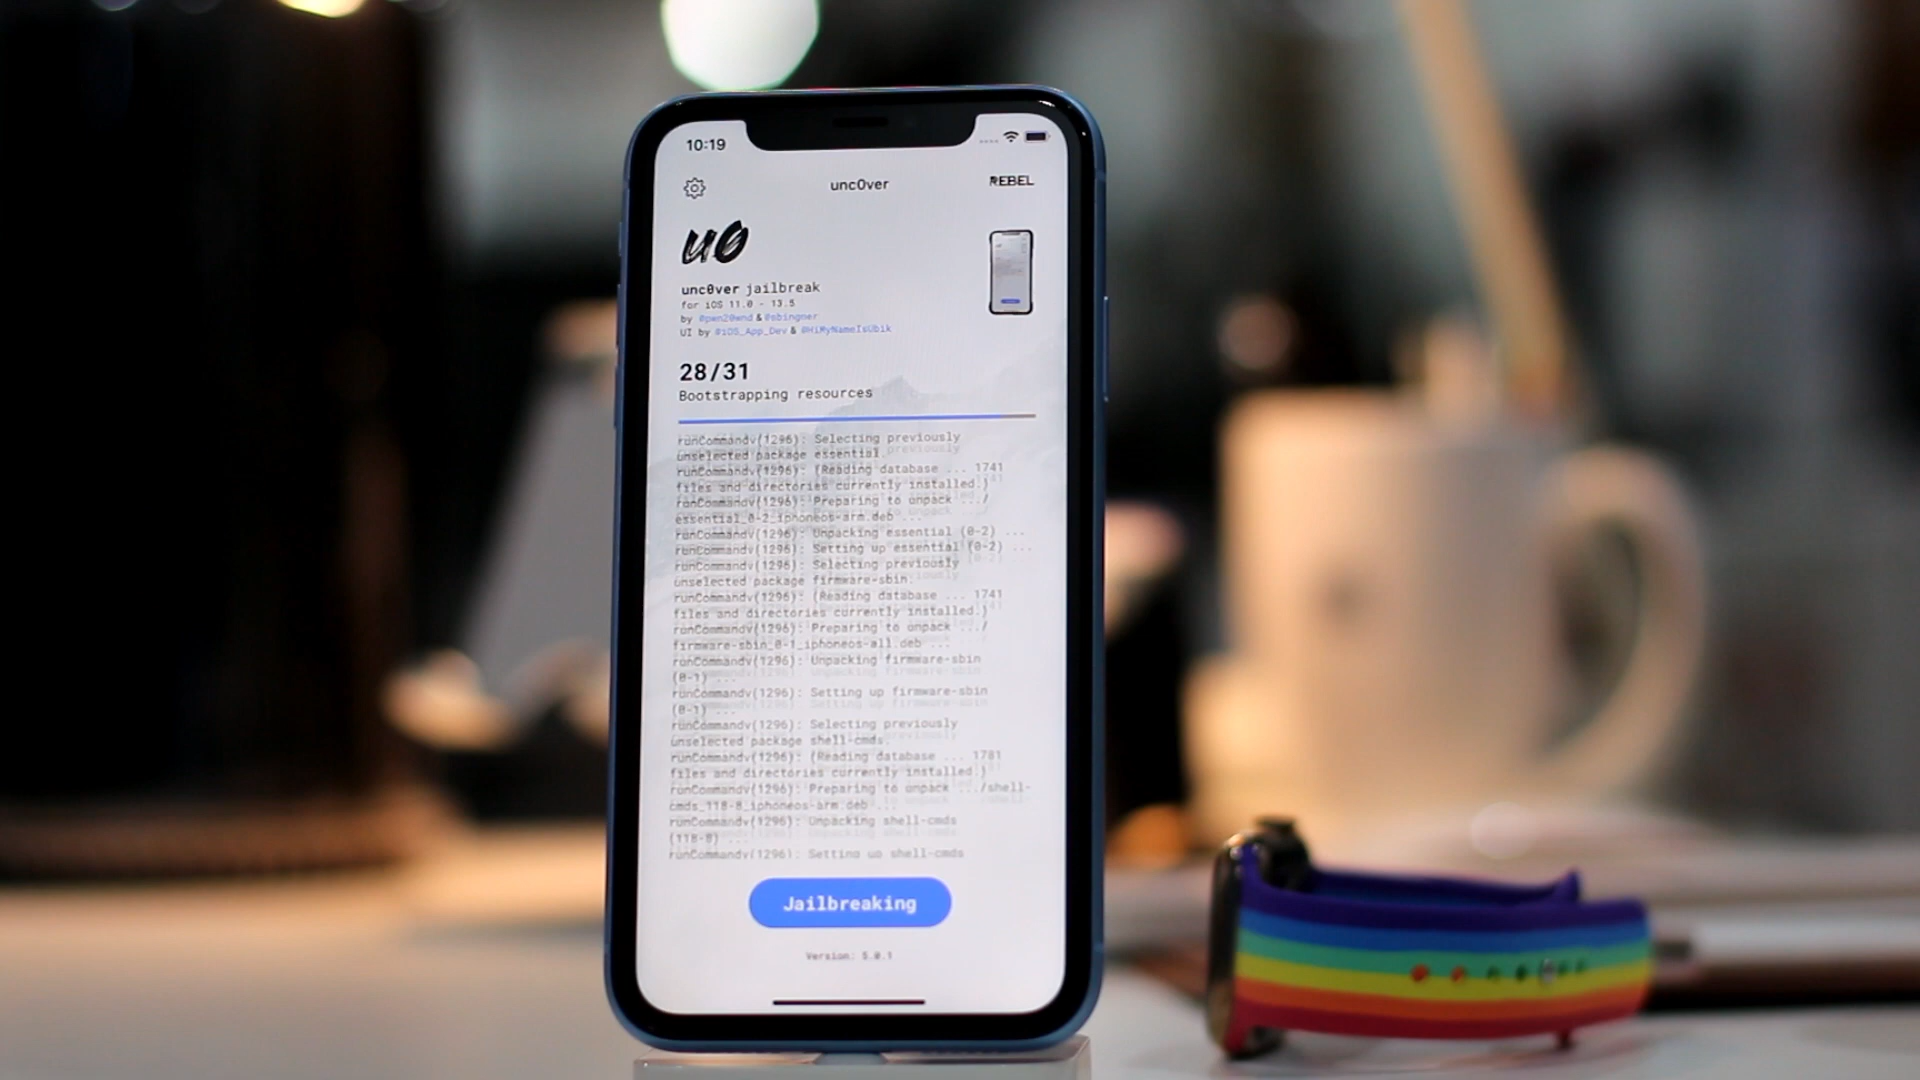 10:19
unc0ver
REBEL
u0
unc0ver jailbreak
for iOS 11.0 - 13.5
by @pwn20wnd & @sbingner
UI by @iOS_App_Dev & @HiMyNameIsUbik
28/31
Bootstrapping resources
runCommandv(1296): Selecting previously
unselected package essential.
runCommandv(1296): (Reading database ... 1741
files and directories currently installed.)
runCommandv(1296): Preparing to unpack .../
essential_0-2_iphoneos-arm.deb ...
runCommandv(1296): Unpacking essential (0-2) ...
runCommandv(1296): Setting up essential (0-2) ...
runCommandv(1296): Selecting previously
unselected package firmware-sbin.
runCommandv(1296): (Reading database ... 1741
files and directories currently installed.)
runCommandv(1296): Preparing to unpack .../
firmware-sbin_0-1_iphoneos-all.deb ...
runCommandv(1296): Unpacking firmware-sbin
(0-1) ...
runCommandv(1296): Setting up firmware-sbin
(0-1) ...
runCommandv(1296): Selecting previously
unselected package shell-cmds.
runCommandv(1296): (Reading database ... 1781
files and directories currently installed.)
runCommandv(1296): Preparing to unpack .../shell-
cmds_118-8_iphoneos-arm.deb ...
runCommandv(1296): Unpacking shell-cmds
(118-8) ...
runCommandv(1296): Setting up shell-cmds
Jailbreaking
Version: 5.0.1